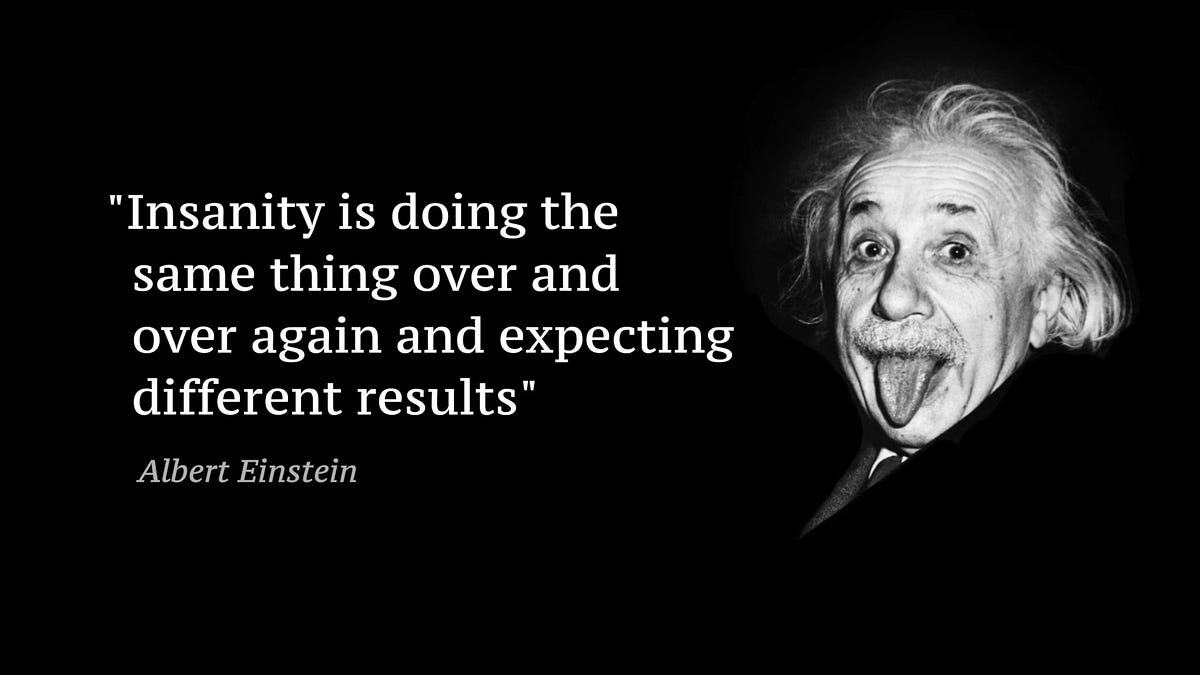 "Insanity is doing the
same thing over and
over again and expecting
different results"
Albert Einstein